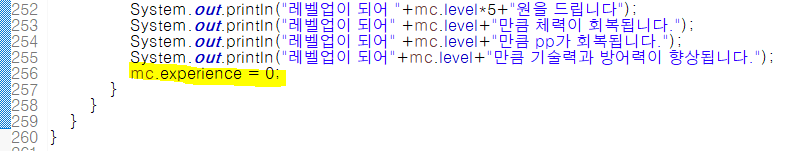 252 System.out.println("레벨업이 되어 "+mc.level*5+"원을 드립니다");
253 System.out.println("레벨업이 되어" +mc.level+"만큼 체력이 회복됩니다.");
254 System.out.println("레벨업이 되어" +mc.level+"만큼 pp가 회복됩니다.");
255 System.out.println("레벨업이 되어"+mc.level+"만큼 기술력과 방어력이 향상됩니다.");
256 mc.experience = 0;
257 }
258 }
259 }
260 }